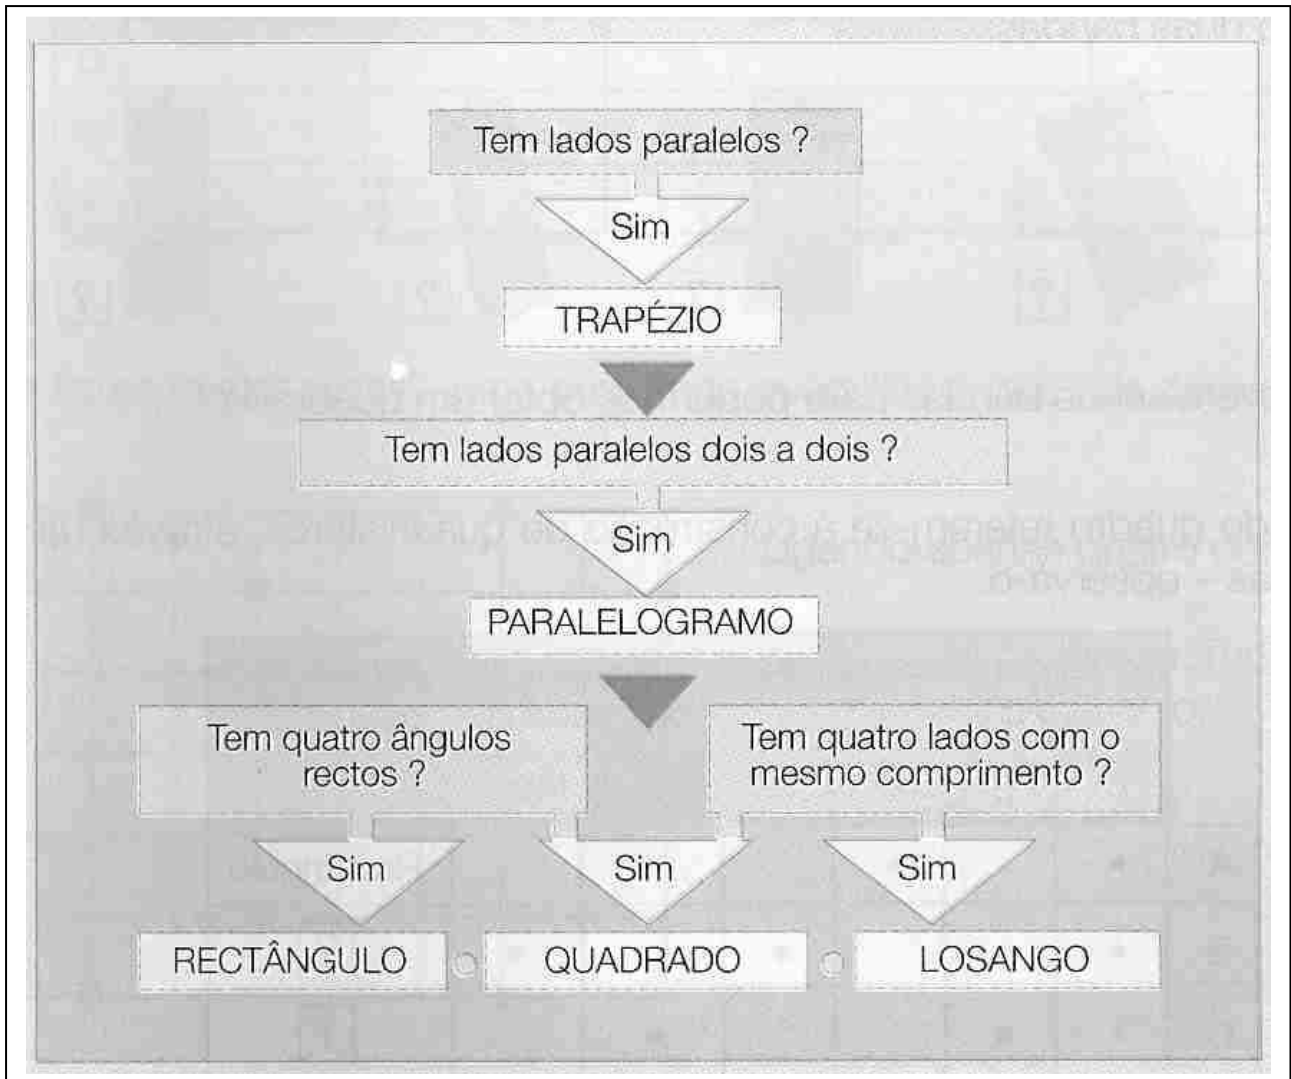 Tem lados paralelos ?
Sim
TRAPÉZIO
Tem lados paralelos dois a dois ?
Sim
PARALELOGRAMO
Tem quatro ângulos
rectos ?
Tem quatro lados com o
mesmo comprimento ?
Sim
Sim
Sim
RECTÂNGULO
QUADRADO
LOSANGO